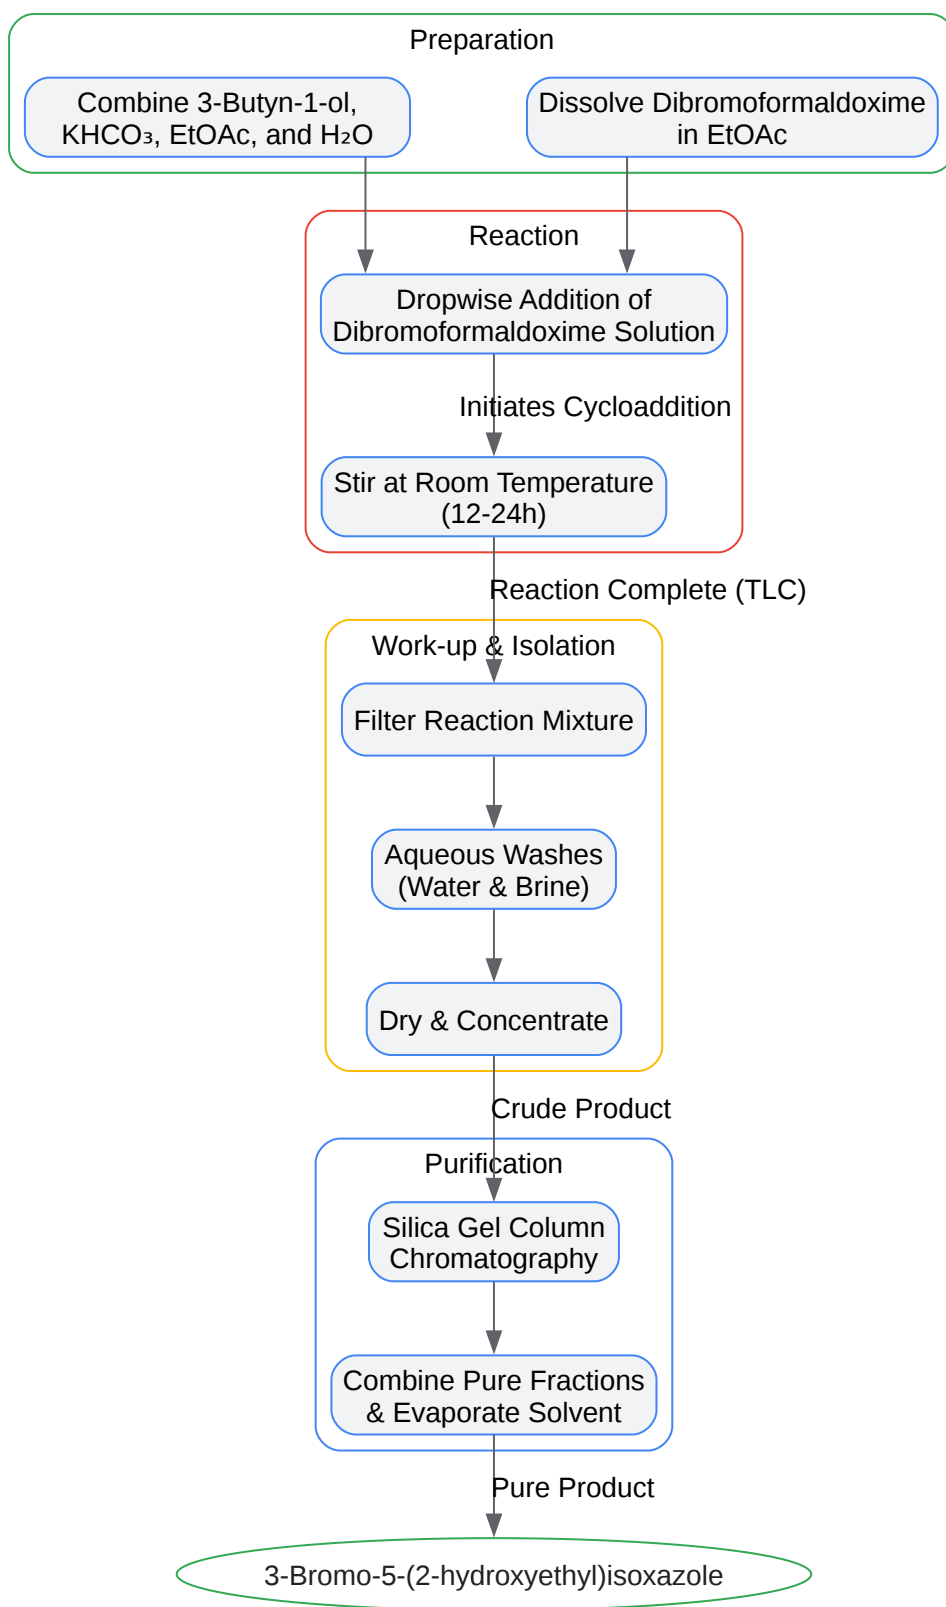 Preparation
Combine 3-Butyn-1-ol,
KHCO₃, EtOAc, and H₂O
Dissolve Dibromoformaldoxime
in EtOAc
Reaction
Dropwise Addition of
Dibromoformaldoxime Solution
Initiates Cycloaddition
Stir at Room Temperature
(12-24h)
Reaction Complete (TLC)
Work-up & Isolation
Filter Reaction Mixture
Aqueous Washes
(Water & Brine)
Dry & Concentrate
Crude Product
Purification
Silica Gel Column
Chromatography
Combine Pure Fractions
& Evaporate Solvent
Pure Product
3-Bromo-5-(2-hydroxyethyl)isoxazole